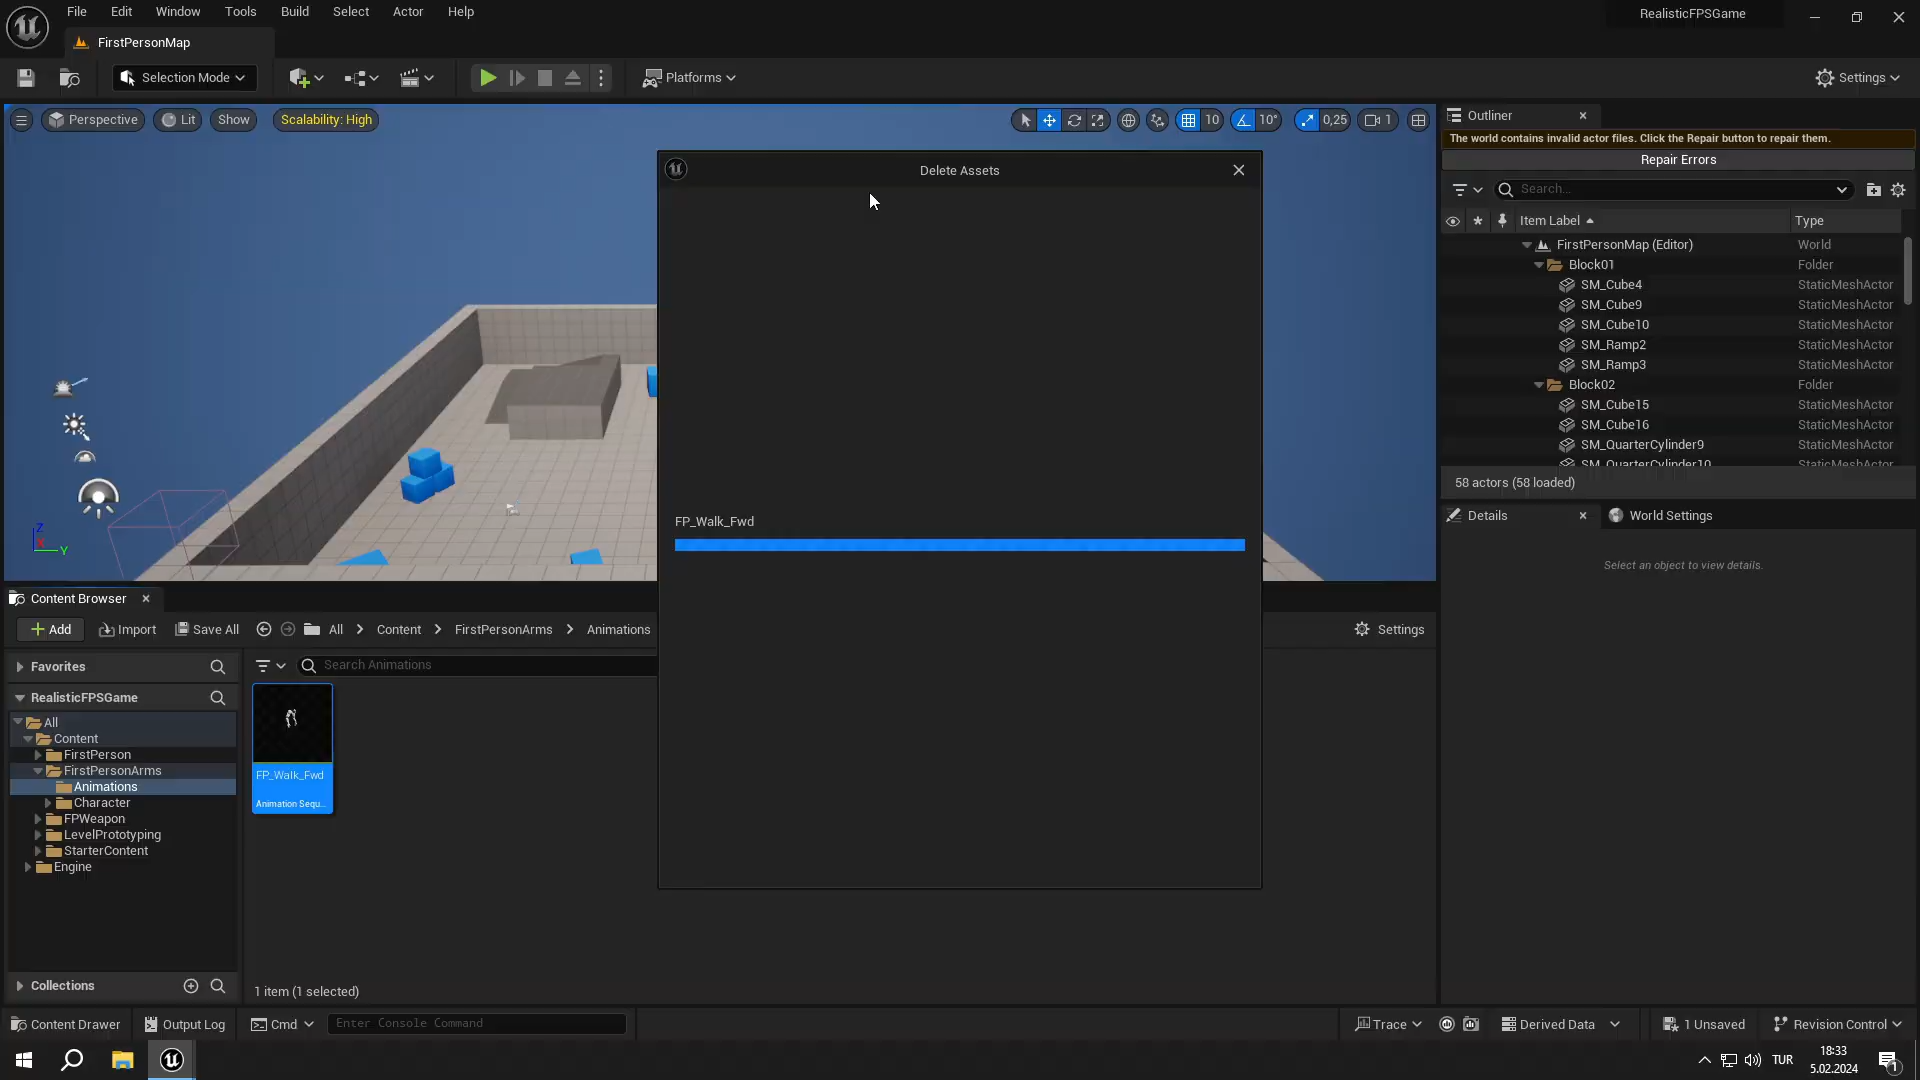 File Edit Window Tools Build Select Actor Help
RealisticFPSGame
FirstPersonMap
Selection Mode
Platforms
Settings
Perspective
Lit
Show
Scalability: High
10
10°
0,25
1
Delete Assets
FP_Walk_Fwd
Outliner
The world contains invalid actor files. Click the Repair button to repair them.
Repair Errors
Search...
Item Label
Type
FirstPersonMap (Editor) World
Block01 Folder
SM_Cube4 StaticMeshActor
SM_Cube9 StaticMeshActor
SM_Cube10 StaticMeshActor
SM_Ramp2 StaticMeshActor
SM_Ramp3 StaticMeshActor
Block02 Folder
SM_Cube15 StaticMeshActor
SM_Cube16 StaticMeshActor
SM_QuarterCylinder9 StaticMeshActor
SM_QuarterCylinder10 StaticMeshActor
58 actors (58 loaded)
Details
World Settings
Select an object to view details.
Z
X
Y
Content Browser
Add
Import
Save All
All
Content
FirstPersonArms
Animations
Settings
Favorites
Search Animations
RealisticFPSGame
All
Content
FirstPerson
FirstPersonArms
Animations
Character
FPWeapon
LevelPrototyping
StarterContent
Engine
Collections
FP_Walk_Fwd
Animation Sequ...
1 item (1 selected)
Content Drawer
Output Log
Cmd
Enter Console Command
Trace
Derived Data
1 Unsaved
Revision Control
TUR
18:33
5.02.2024
1